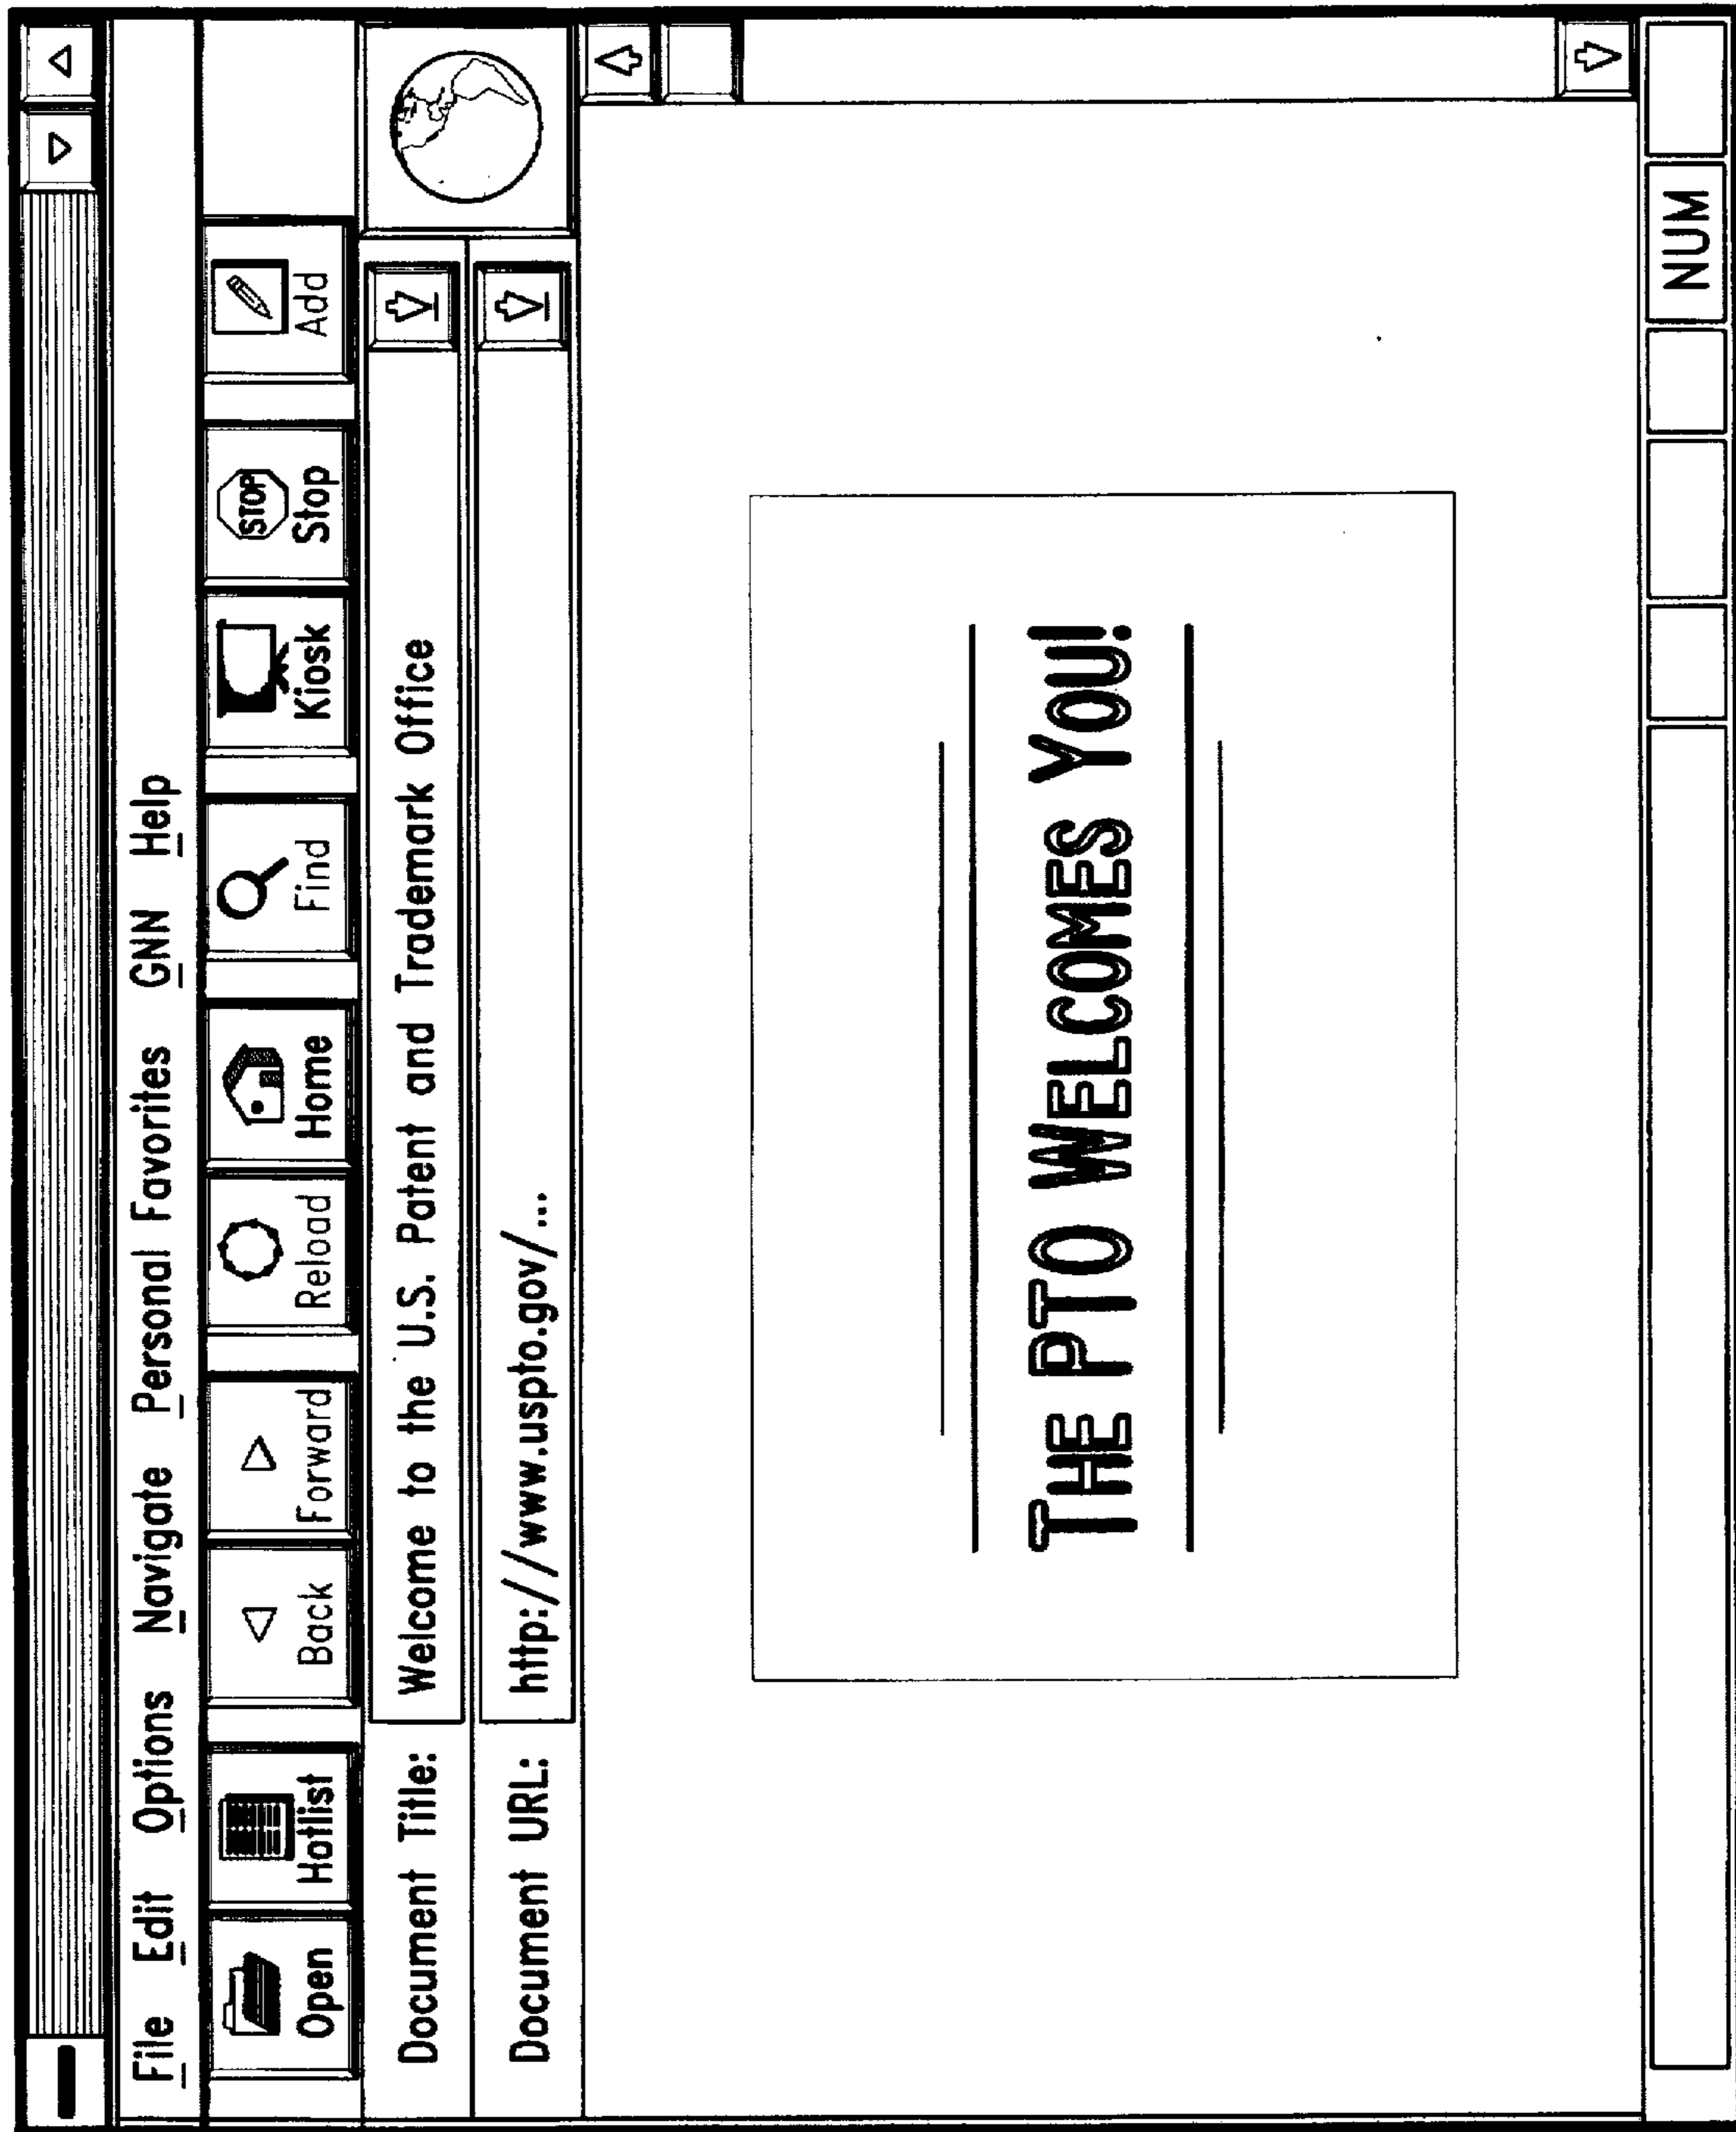 File Edit Options Navigate Personal Favorites GNN Help
STOP
Open Hotlist Back Forward Reload Home Find Kiosk Stop Add
Document Title: Welcome to the U.S. Patent and Trademark Office
Document URL: http://www.uspto.gov/...
THE PTO WELCOMES YOU!
NUM